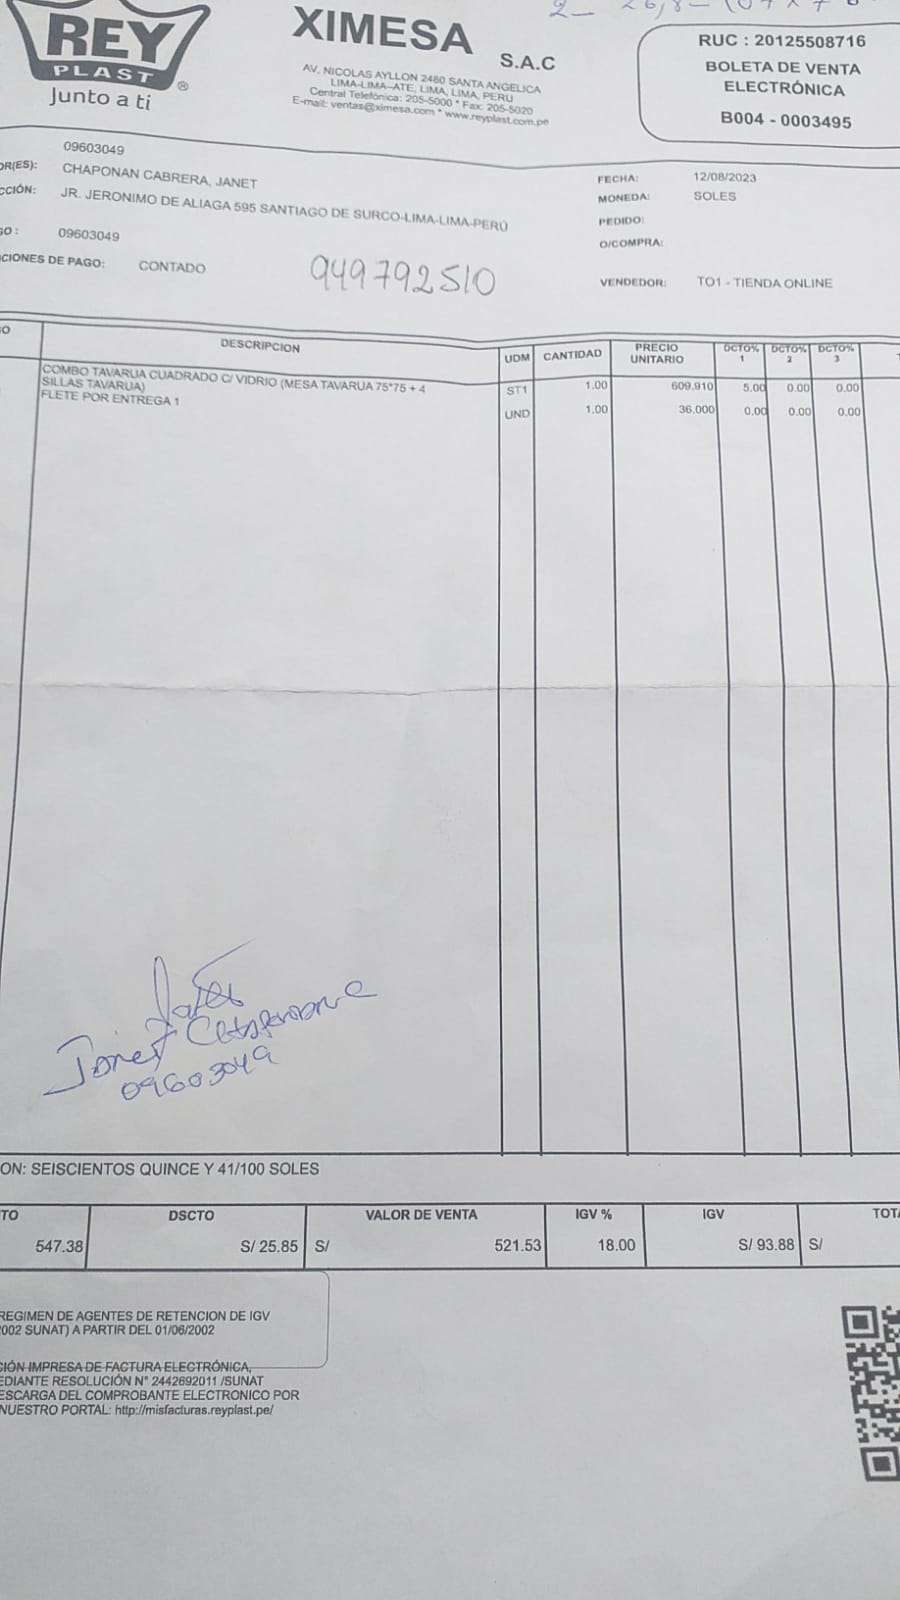 REY
PLAST
®
Junto a ti
XIMESA
S.A.C
AV. NICOLAS AYLLON 2480 SANTA ANGELICA
LIMA-LIMA--ATE, LIMA, LIMA, PERU
Central Telefónica: 205-5000 * Fax: 205-5020
E-mail: ventas@ximesa.com * www.reyplast.com.pe
RUC : 20125508716
BOLETA DE VENTA
ELECTRÓNICA
B004 - 0003495
09603049
OR(ES): CHAPONAN CABRERA, JANET
CCIÓN: JR. JERONIMO DE ALIAGA 595 SANTIAGO DE SURCO-LIMA-LIMA-PERÚ
GO : 09603049
CIONES DE PAGO: CONTADO
949792510
FECHA: 12/08/2023
MONEDA: SOLES
PEDIDO:
O/COMPRA:
VENDEDOR: TO1 - TIENDA ONLINE
O DESCRIPCION UDM CANTIDAD PRECIO UNITARIO DCTO% 1 DCTO% 2 DCTO% 3
COMBO TAVARUA CUADRADO C/ VIDRIO (MESA TAVARUA 75*75 + 4 ST1 1.00 609.910 5.00 0.00 0.00
SILLAS TAVARUA)
FLETE POR ENTREGA 1 UND 1.00 36.000 0.00 0.00 0.00
Janet
09603049
ON: SEISCIENTOS QUINCE Y 41/100 SOLES
TO DSCTO VALOR DE VENTA IGV % IGV TOT
547.38 S/ 25.85 S/ 521.53 18.00 S/ 93.88 S/
REGIMEN DE AGENTES DE RETENCION DE IGV
002 SUNAT) A PARTIR DEL 01/06/2002
CIÓN IMPRESA DE FACTURA ELECTRÓNICA,
EDIANTE RESOLUCIÓN N° 2442692011 /SUNAT
ESCARGA DEL COMPROBANTE ELECTRONICO POR
NUESTRO PORTAL: http://misfacturas.reyplast.pe/